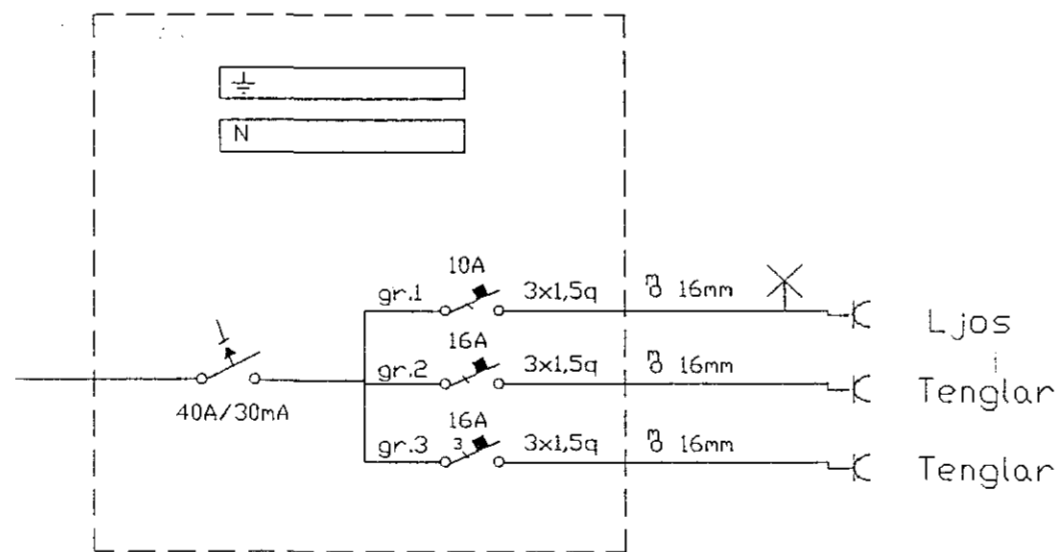 N
10A
gr.1 3x1,5q 16mm
Ljos
16A
gr.2 3x1,5q 16mm
Tenglar
40A/30mA
16A
gr.3 3 3x1,5q 16mm
Tenglar